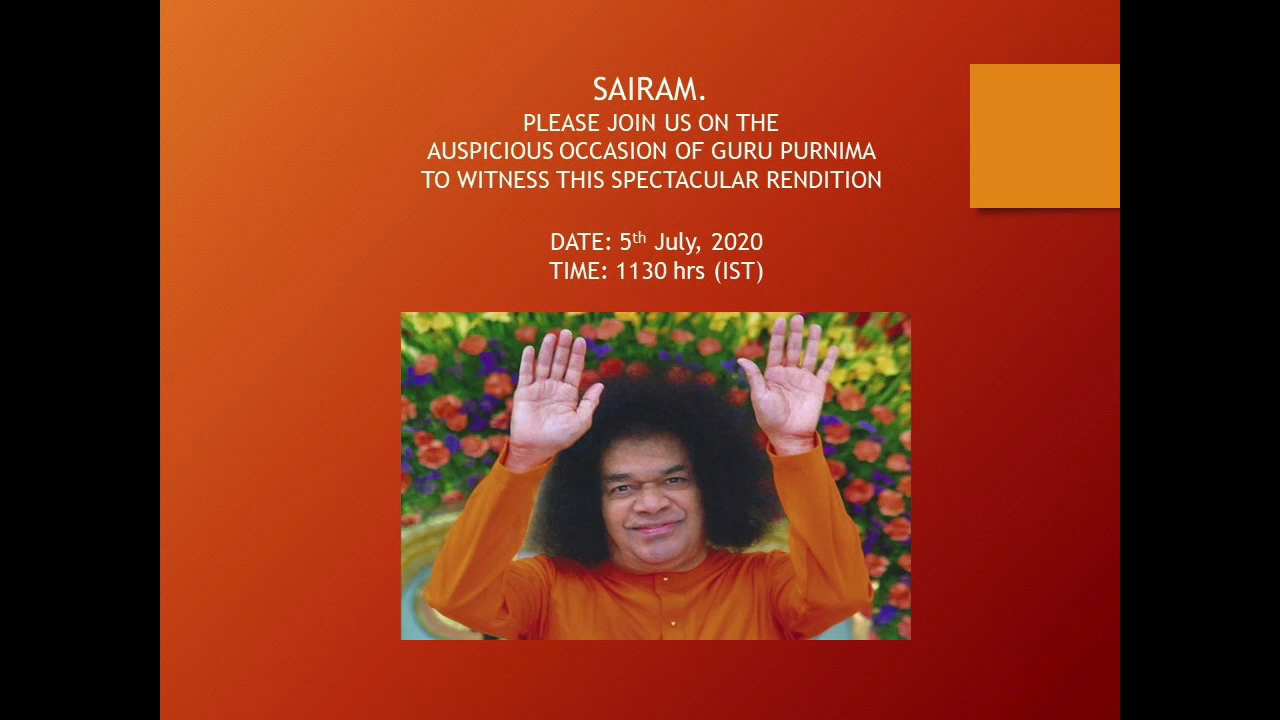 SAIRAM.
PLEASE JOIN US ON THE
AUSPICIOUS OCCASION OF GURU PURNIMA
TO WITNESS THIS SPECTACULAR RENDITION
DATE: 5th July, 2020
TIME: 1130 hrs (IST)